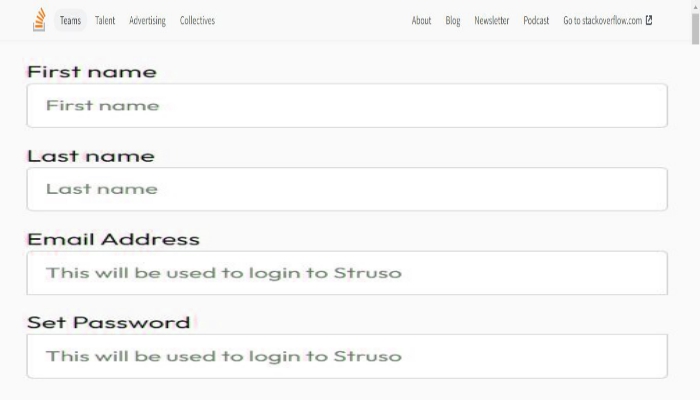 Teams Talent Advertising Collectives About Blog Newsletter Podcast Go to stackoverflow.com
First name
First name
Last name
Last name
Email Address
This will be used to login to Struso
Set Password
This will be used to login to Struso